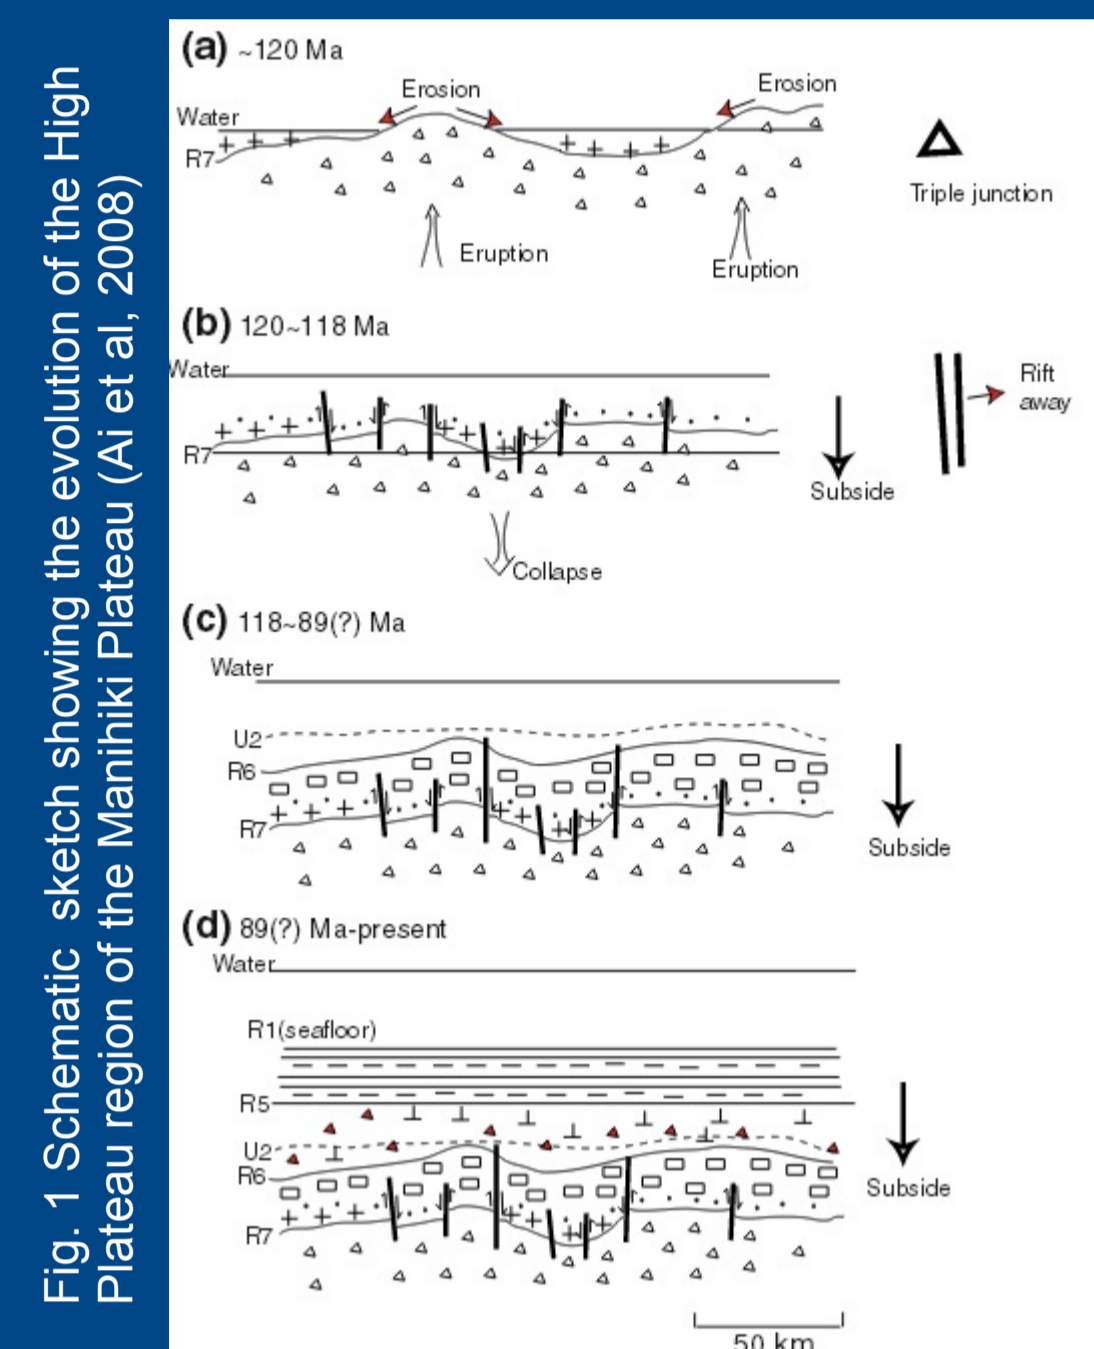 Fig. 1 Schematic sketch showing the evolution of the High
Plateau region of the Manihiki Plateau (Ai et al, 2008)
(a) ~120 Ma
Erosion
Erosion
Water
R7
Triple junction
Eruption
Eruption
(b) 120~118 Ma
Water
Rift
away
R7
Subside
Collapse
(c) 118~89(?) Ma
Water
U2
R6
R7
Subside
(d) 89(?) Ma-present
Water
R1(seafloor)
R5
U2
R6
Subside
R7
50 km